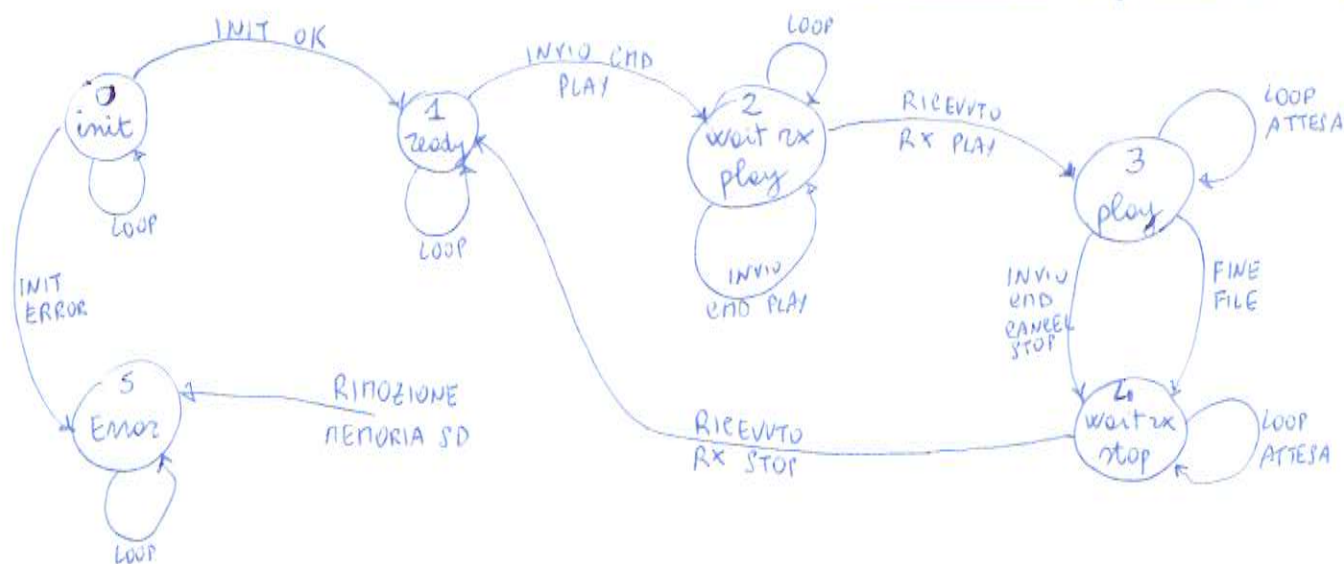 INIT OK
0
init
LOOP
INIT
ERROR
5
Error
LOOP
RIMOZIONE
MEMORIA SD
1
ready
LOOP
INVIO CMD
PLAY
LOOP
2
wait rx
play
INVIO
CMD PLAY
RICEVUTO
RX PLAY
3
play
LOOP
ATTESA
INVIO
CMD
CANCEL
STOP
FINE
FILE
wait rx
stop
LOOP
ATTESA
RICEVUTO
RX STOP